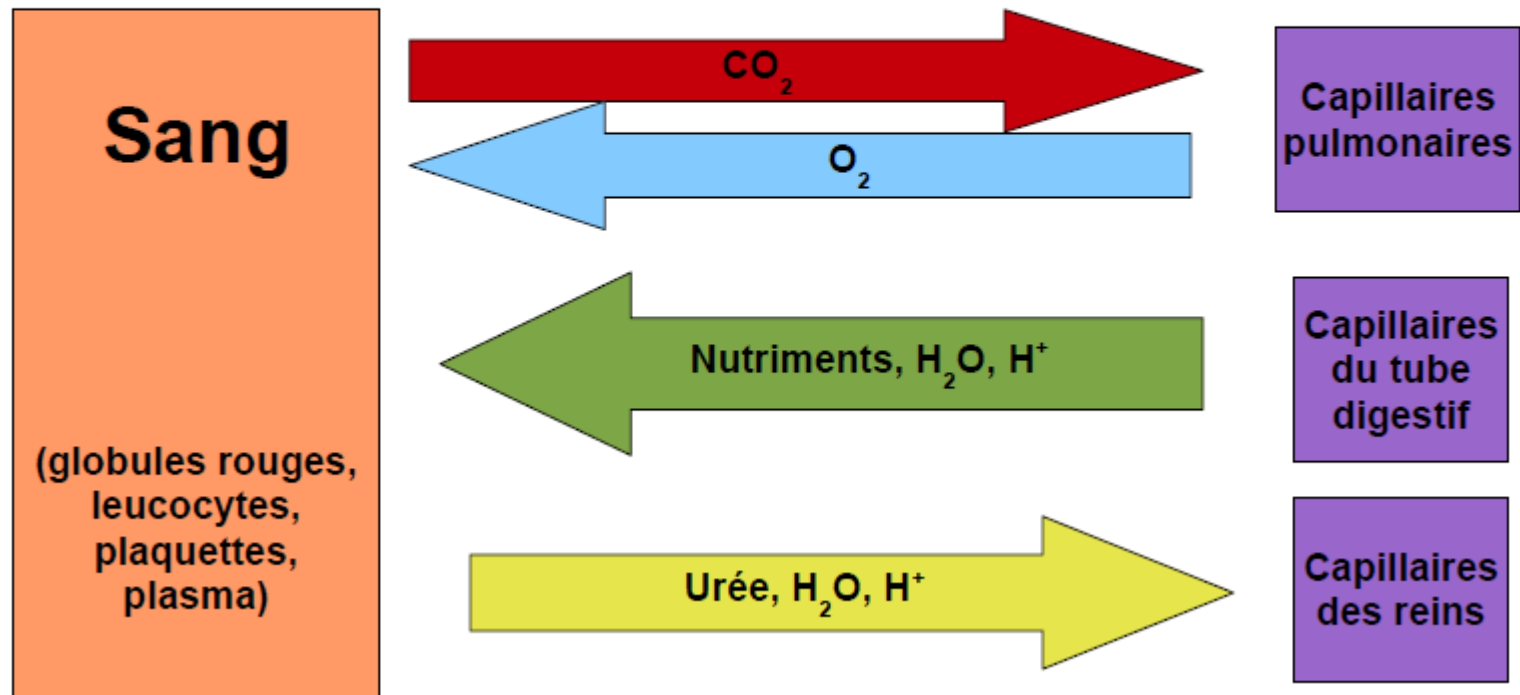 Sang
(globules rouges,
leucocytes,
plaquettes,
plasma)
CO₂
O₂
Capillaires
pulmonaires
Nutriments, H₂O, H⁺
Capillaires
du tube
digestif
Urée, H₂O, H⁺
Capillaires
des reins